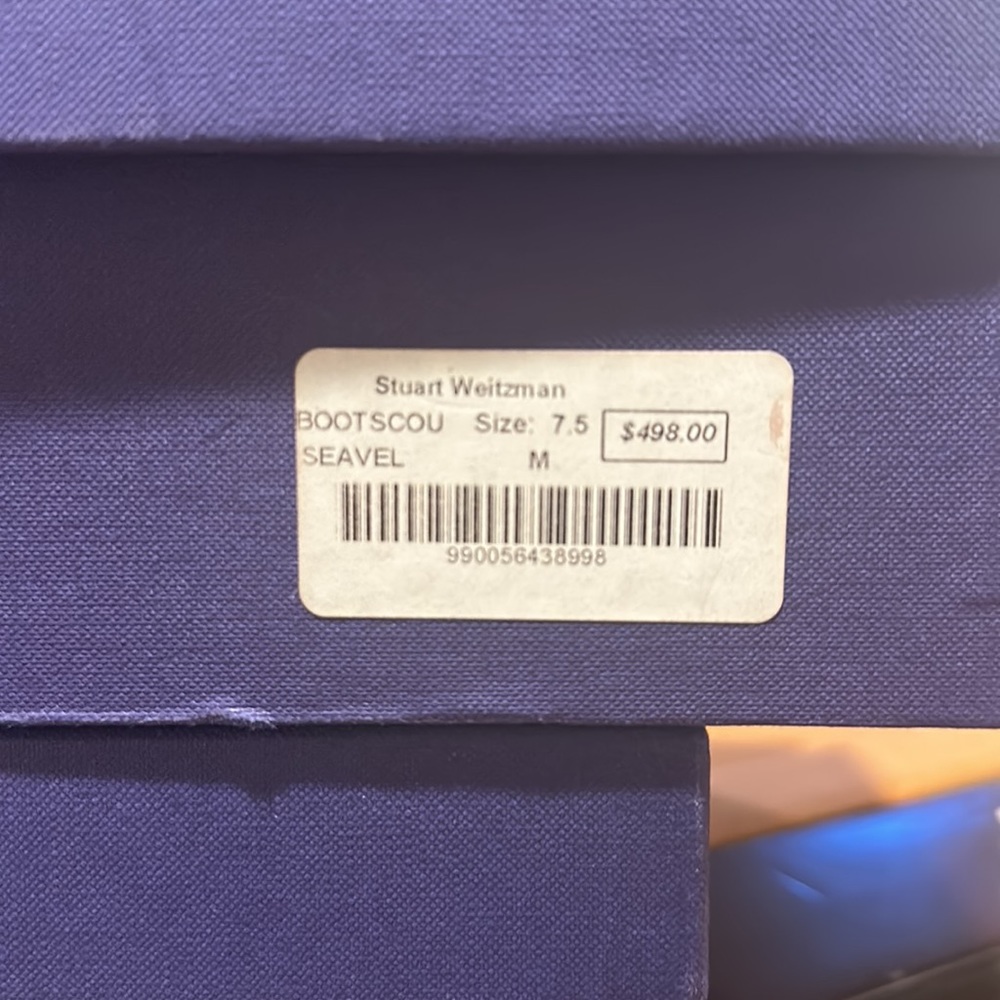 Stuart Weitzman
BOOTSCOU Size: 7.5 $498.00
SEAVEL M
990056438998